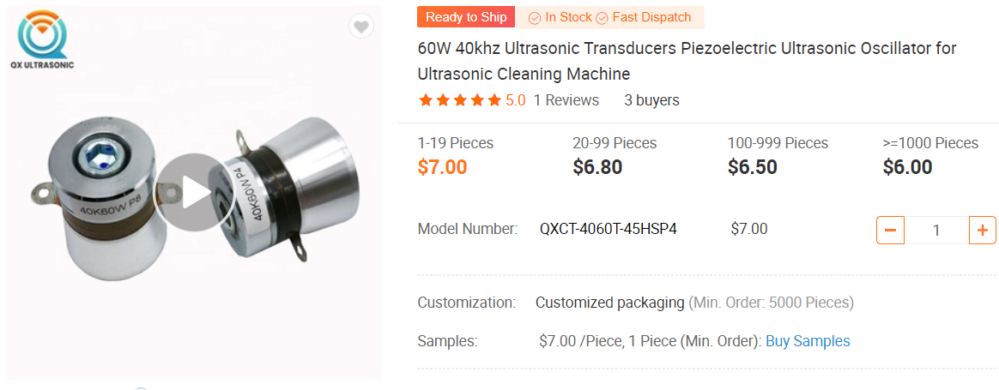 QX ULTRASONIC
40K60W P8
40K60W P4
Ready to Ship In Stock Fast Dispatch
60W 40khz Ultrasonic Transducers Piezoelectric Ultrasonic Oscillator for
Ultrasonic Cleaning Machine
5.0 1 Reviews 3 buyers
1-19 Pieces 20-99 Pieces 100-999 Pieces >=1000 Pieces
$7.00 $6.80 $6.50 $6.00
Model Number: QXCT-4060T-45HSP4 $7.00 − 1 +
Customization: Customized packaging (Min. Order: 5000 Pieces)
Samples: $7.00 /Piece, 1 Piece (Min. Order): Buy Samples